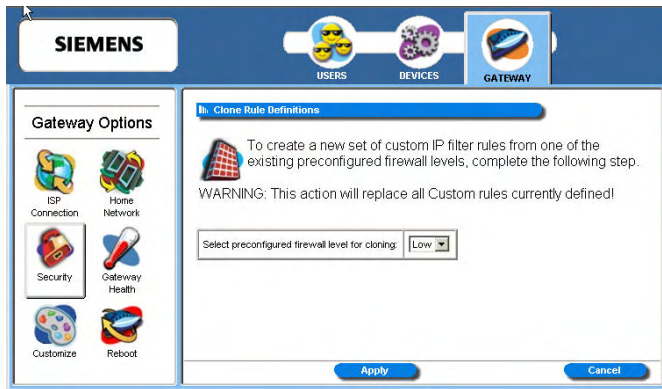 SIEMENS
USERS
DEVICES
GATEWAY
Gateway Options
ISP
Connection
Home
Network
Security
Gateway
Health
Customize
Reboot
Clone Rule Definitions
To create a new set of custom IP filter rules from one of the
existing preconfigured firewall levels, complete the following step.
WARNING: This action will replace all Custom rules currently defined!
Select preconfigured firewall level for cloning: Low
Apply
Cancel